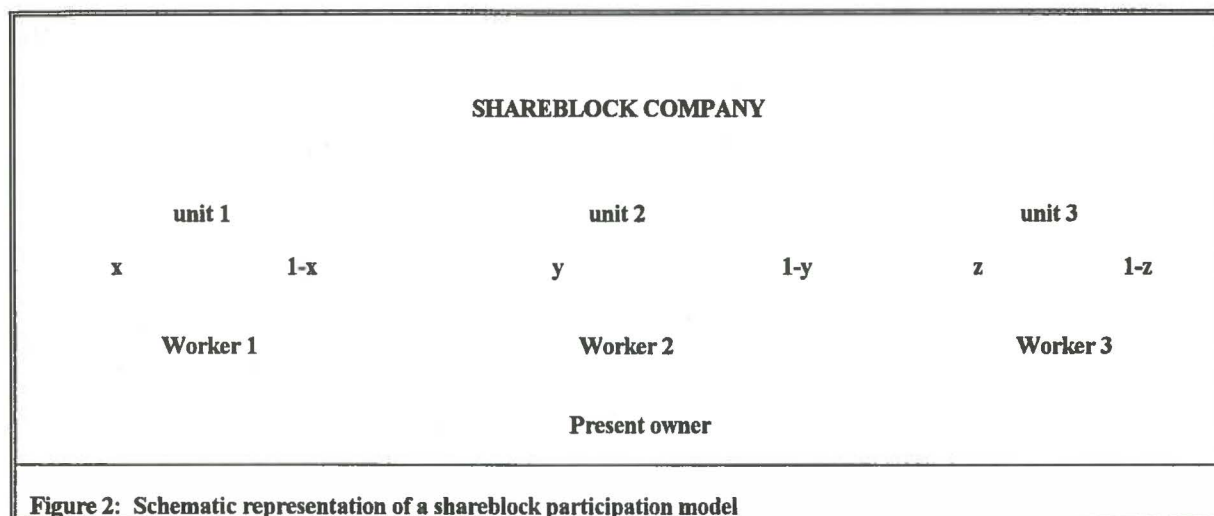 SHAREBLOCK COMPANY
unit 1 unit 2 unit 3
x 1-x y 1-y z 1-z
Worker 1 Worker 2 Worker 3
Present owner
Figure 2: Schematic representation of a shareblock participation model